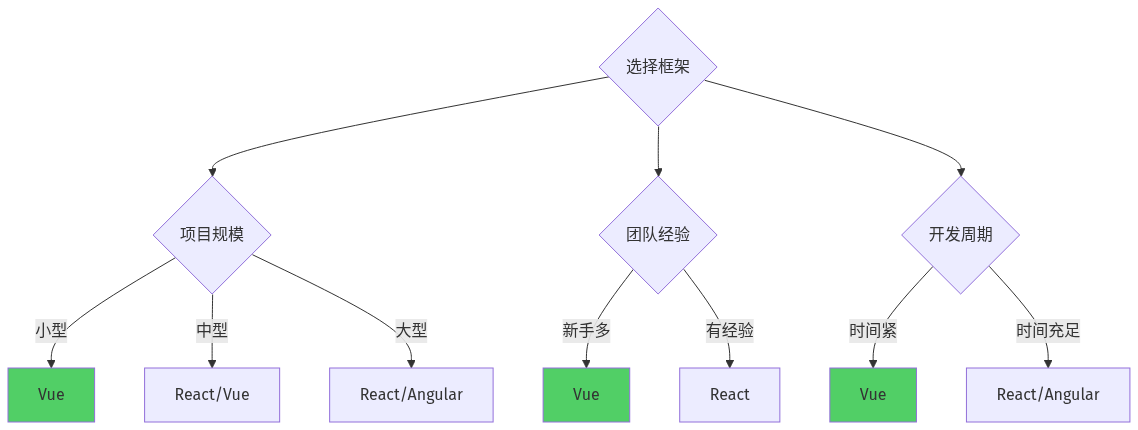 选择框架
项目规模
团队经验
开发周期
小型
中型
大型
新手多
有经验
时间紧
时间充足
Vue
React/Vue
React/Angular
Vue
React
Vue
React/Angular